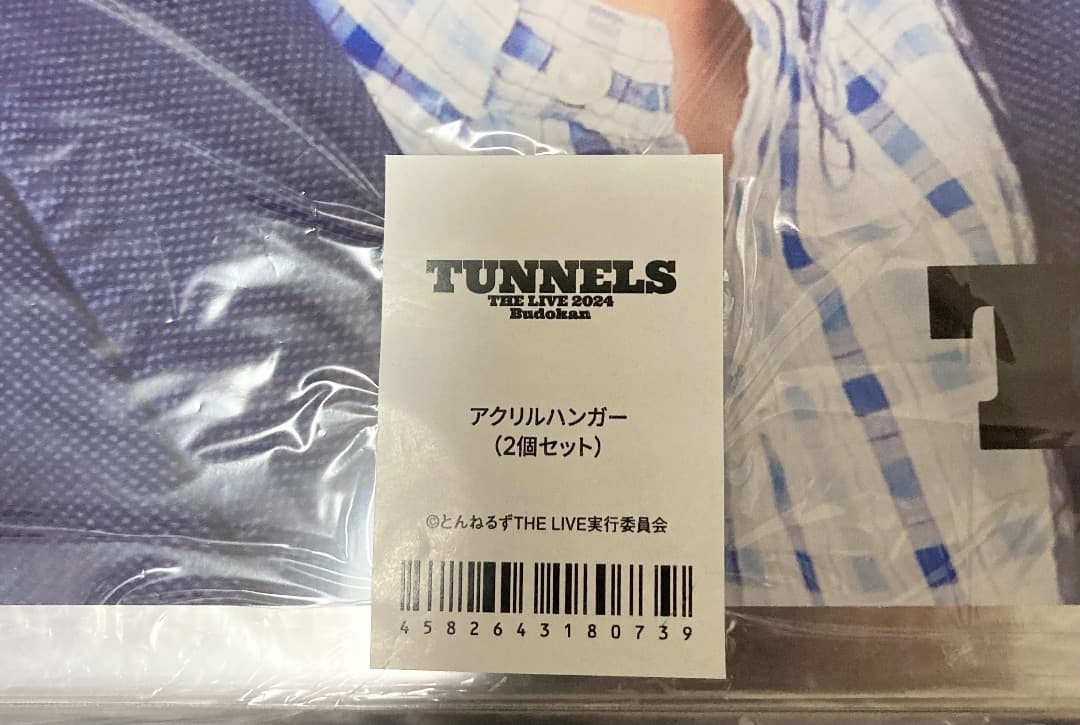 TUNNELS
THE LIVE 2024
Budokan
アクリルハンガー
（2個セット）
©とんねるずTHE LIVE実行委員会
4582643180739
T